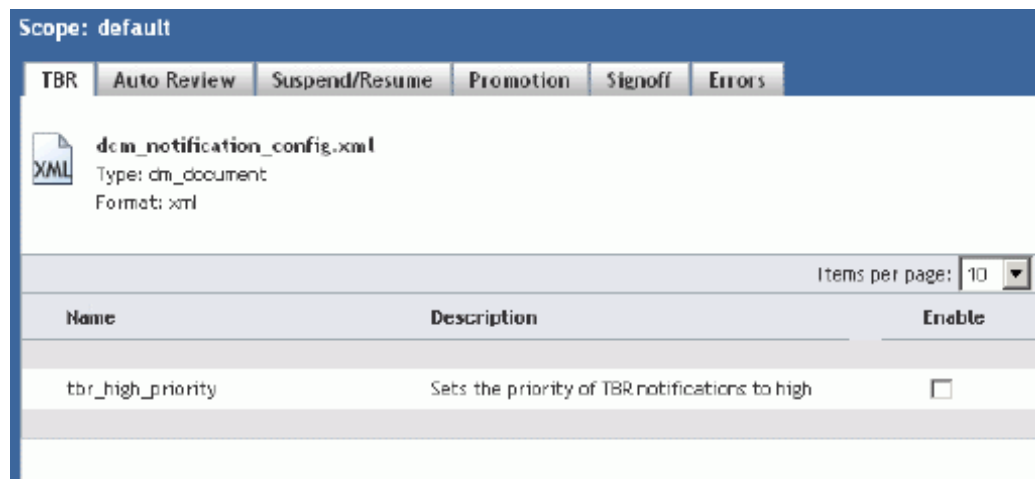 Scope: default
TBR Auto Review Suspend/Resume Promotion Signoff Errors
dcm_notification_config.xml
XML
Type: dm_document
Format: xml
Items per page: 10
Name Description Enable
tbr_high_priority Sets the priority of TBR notifications to high